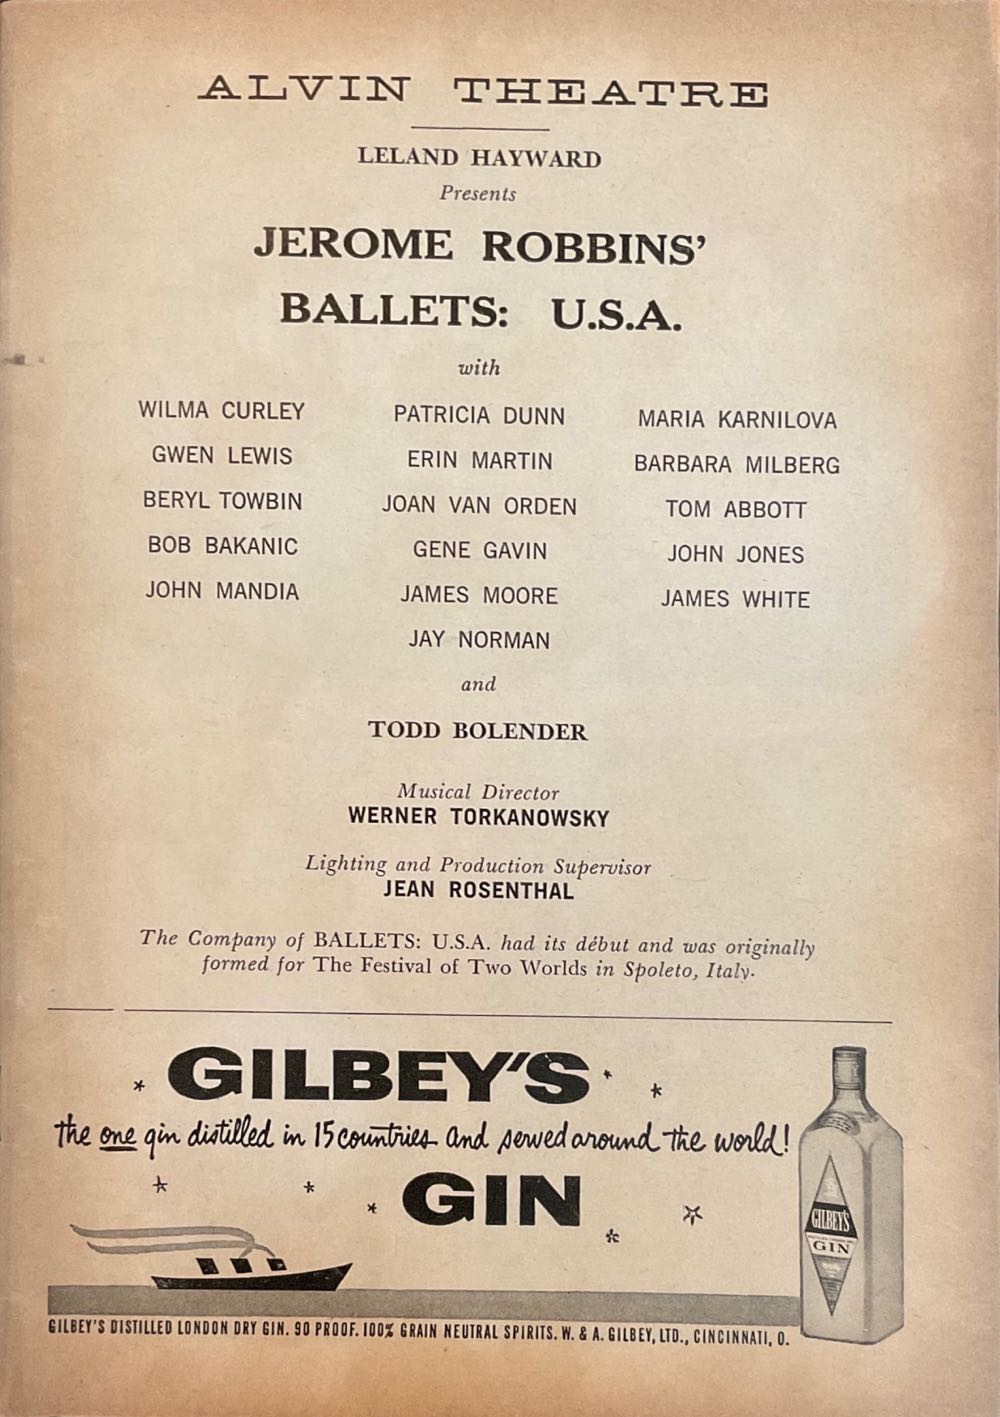 ALVIN THEATRE
LELAND HAYWARD
Presents
JEROME ROBBINS'
BALLETS: U.S.A.
with
WILMA CURLEY PATRICIA DUNN MARIA KARNILOVA
GWEN LEWIS ERIN MARTIN BARBARA MILBERG
BERYL TOWBIN JOAN VAN ORDEN TOM ABBOTT
BOB BAKANIC GENE GAVIN JOHN JONES
JOHN MANDIA JAMES MOORE JAMES WHITE
JAY NORMAN
and
TODD BOLENDER
Musical Director
WERNER TORKANOWSKY
Lighting and Production Supervisor
JEAN ROSENTHAL
The Company of BALLETS: U.S.A. had its début and was originally
formed for The Festival of Two Worlds in Spoleto, Italy.
GILBEY'S
the one gin distilled in 15 countries and served around the world!
GIN
GILBEY'S
GIN
GILBEY'S DISTILLED LONDON DRY GIN. 90 PROOF. 100% GRAIN NEUTRAL SPIRITS. W. & A. GILBEY, LTD., CINCINNATI, O.